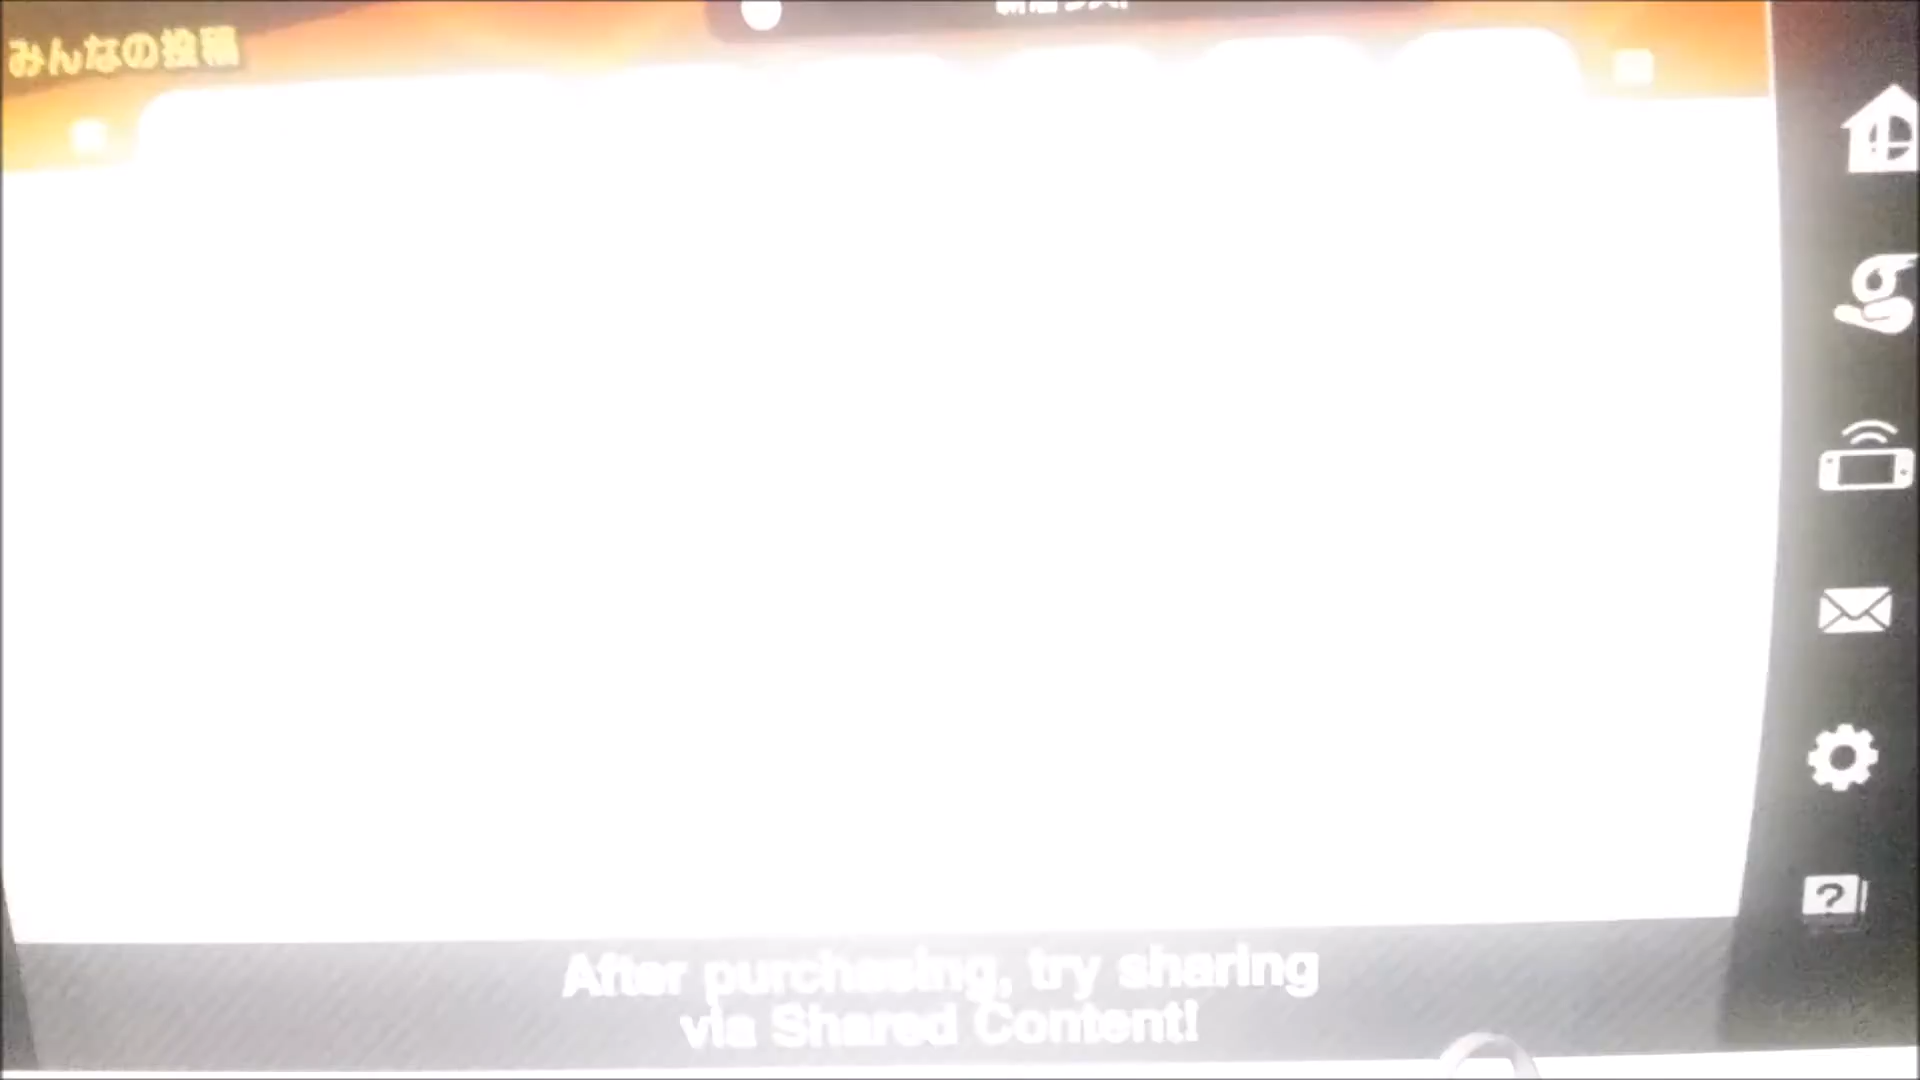 みんなの投稿
After purchasing, try sharing
via Shared Content!